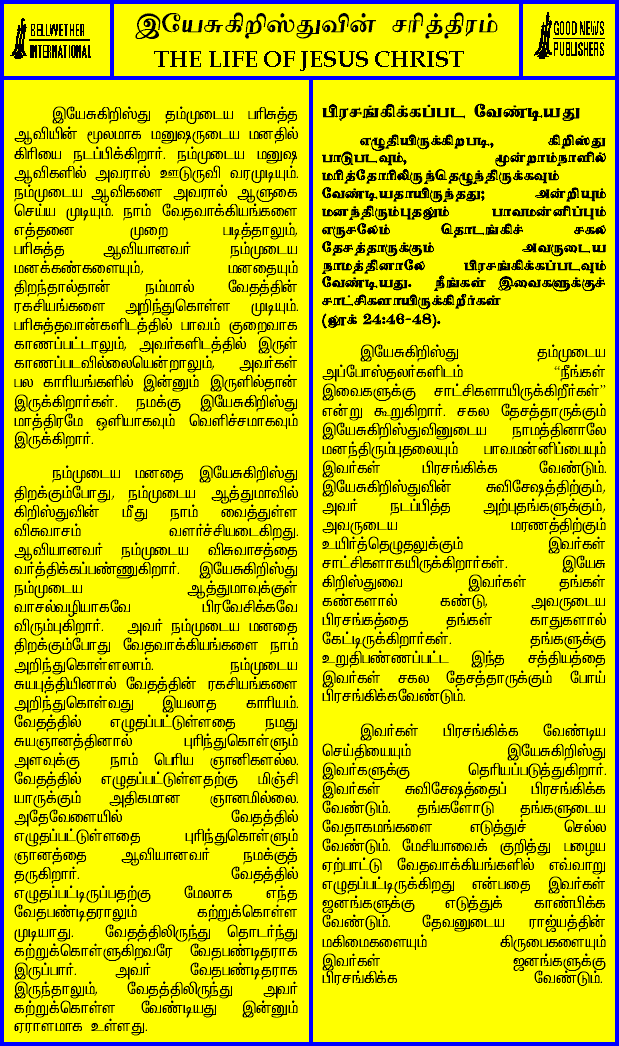 BELLWETHER
INTERNATIONAL
இயேசுகிறிஸ்துவின் சரித்திரம்
THE LIFE OF JESUS CHRIST
GOOD NEWS
PUBLISHERS
இயேசுகிறிஸ்து தம்முடைய பரிசுத்த
ஆவியின் மூலமாக மனுஷருடைய மனதில்
கிரியை நடப்பிக்கிறார். நம்முடைய மனுஷ
ஆவிகளில் அவரால் ஊடுருவி வரமுடியும்.
நம்முடைய ஆவிகளை அவரால் ஆளுகை
செய்ய முடியும். நாம் வேதவாக்கியங்களை
எத்தனை முறை படித்தாலும்,
பரிசுத்த ஆவியானவர் நம்முடைய
மனக்கண்களையும், மனதையும்
திறந்தால்தான் நம்மால் வேதத்தின்
ரகசியங்களை அறிந்துகொள்ள முடியும்.
பரிசுத்தவான்களிடத்தில் பாவம் குறைவாக
காணப்பட்டாலும், அவர்களிடத்தில் இருள்
காணப்படவில்லையென்றாலும், அவர்கள்
பல காரியங்களில் இன்னும் இருளில்தான்
இருக்கிறார்கள். நமக்கு இயேசுகிறிஸ்து
மாத்திரமே ஒளியாகவும் வெளிச்சமாகவும்
இருக்கிறார்.
நம்முடைய மனதை இயேசுகிறிஸ்து
திறக்கும்போது, நம்முடைய ஆத்துமாவில்
கிறிஸ்துவின் மீது நாம் வைத்துள்ள
விசுவாசம் வளர்ச்சியடைகிறது.
ஆவியானவர் நம்முடைய விசுவாசத்தை
வர்த்திக்கப்பண்ணுகிறார். இயேசுகிறிஸ்து
நம்முடைய ஆத்துமாவுக்குள்
வாசல்வழியாகவே பிரவேசிக்கவே
விரும்புகிறார். அவர் நம்முடைய மனதை
திறக்கும்போது வேதவாக்கியங்களை நாம்
அறிந்துகொள்ளலாம். நம்முடைய
சுயபுத்தியினால் வேதத்தின் ரகசியங்களை
அறிந்துகொள்வது இயலாத காரியம்.
வேதத்தில் எழுதப்பட்டுள்ளதை நமது
சுயஞானத்தினால் புரிந்துகொள்ளும்
அளவுக்கு நாம் பெரிய ஞானிகளல்ல.
வேதத்தில் எழுதப்பட்டுள்ளதற்கு மிஞ்சி
யாருக்கும் அதிகமான ஞானமில்லை.
அதேவேளையில் வேதத்தில்
எழுதப்பட்டுள்ளதை புரிந்துகொள்ளும்
ஞானத்தை ஆவியானவர் நமக்குத்
தருகிறார். வேதத்தில்
எழுதப்பட்டிருப்பதற்கு மேலாக எந்த
வேதபண்டிதராலும் கற்றுக்கொள்ள
முடியாது. வேதத்திலிருந்து தொடர்ந்து
கற்றுக்கொள்ளுகிறவரே வேதபண்டிதராக
இருப்பார். அவர் வேதபண்டிதராக
இருந்தாலும், வேதத்திலிருந்து அவர்
கற்றுக்கொள்ள வேண்டியது இன்னும்
ஏராளமாக உள்ளது.
பிரசங்கிக்கப்பட வேண்டியது
எழுதியிருக்கிறபடி, கிறிஸ்து
பாடுபடவும், மூன்றாம்நாளில்
மரித்தோரிலிருந்தெழுந்திருக்கவும்
வேண்டியதாயிருந்தது; அன்றியும்
மனந்திரும்புதலும் பாவமன்னிப்பும்
எருசலேம் தொடங்கிச் சகல
தேசத்தாருக்கும் அவருடைய
நாமத்தினாலே பிரசங்கிக்கப்படவும்
வேண்டியது. நீங்கள் இவைகளுக்குச்
சாட்சிகளாயிருக்கிறீர்கள்
(லூக் 24:46-48).
இயேசுகிறிஸ்து தம்முடைய
அப்போஸ்தலர்களிடம் “நீங்கள்
இவைகளுக்கு சாட்சிகளாயிருக்கிறீர்கள்”
என்று கூறுகிறார். சகல தேசத்தாருக்கும்
இயேசுகிறிஸ்துவினுடைய நாமத்தினாலே
மனந்திரும்புதலையும் பாவமன்னிப்பையும்
இவர்கள் பிரசங்கிக்க வேண்டும்.
இயேசுகிறிஸ்துவின் சுவிசேஷத்திற்கும்,
அவர் நடப்பித்த அற்புதங்களுக்கும்,
அவருடைய மரணத்திற்கும்
உயிர்த்தெழுதலுக்கும் இவர்கள்
சாட்சிகளாகயிருக்கிறார்கள். இயேசு
கிறிஸ்துவை இவர்கள் தங்கள்
கண்களால் கண்டு, அவருடைய
பிரசங்கத்தை தங்கள் காதுகளால்
கேட்டிருக்கிறார்கள். தங்களுக்கு
உறுதிபண்ணப்பட்ட இந்த சத்தியத்தை
இவர்கள் சகல தேசத்தாருக்கும் போய்
பிரசங்கிக்கவேண்டும்.
இவர்கள் பிரசங்கிக்க வேண்டிய
செய்தியையும் இயேசுகிறிஸ்து
இவர்களுக்கு தெரியப்படுத்துகிறார்.
இவர்கள் சுவிசேஷத்தைப் பிரசங்கிக்க
வேண்டும். தங்களோடு தங்களுடைய
வேதாகமங்களை எடுத்துச் செல்ல
வேண்டும். மேசியாவைக் குறித்து பழைய
ஏற்பாட்டு வேதவாக்கியங்களில் எவ்வாறு
எழுதப்பட்டிருக்கிறது என்பதை இவர்கள்
ஜனங்களுக்கு எடுத்துக் காண்பிக்க
வேண்டும். தேவனுடைய ராஜ்யத்தின்
மகிமைகளையும் கிருபைகளையும்
இவர்கள் ஜனங்களுக்கு
பிரசங்கிக்க வேண்டும்.